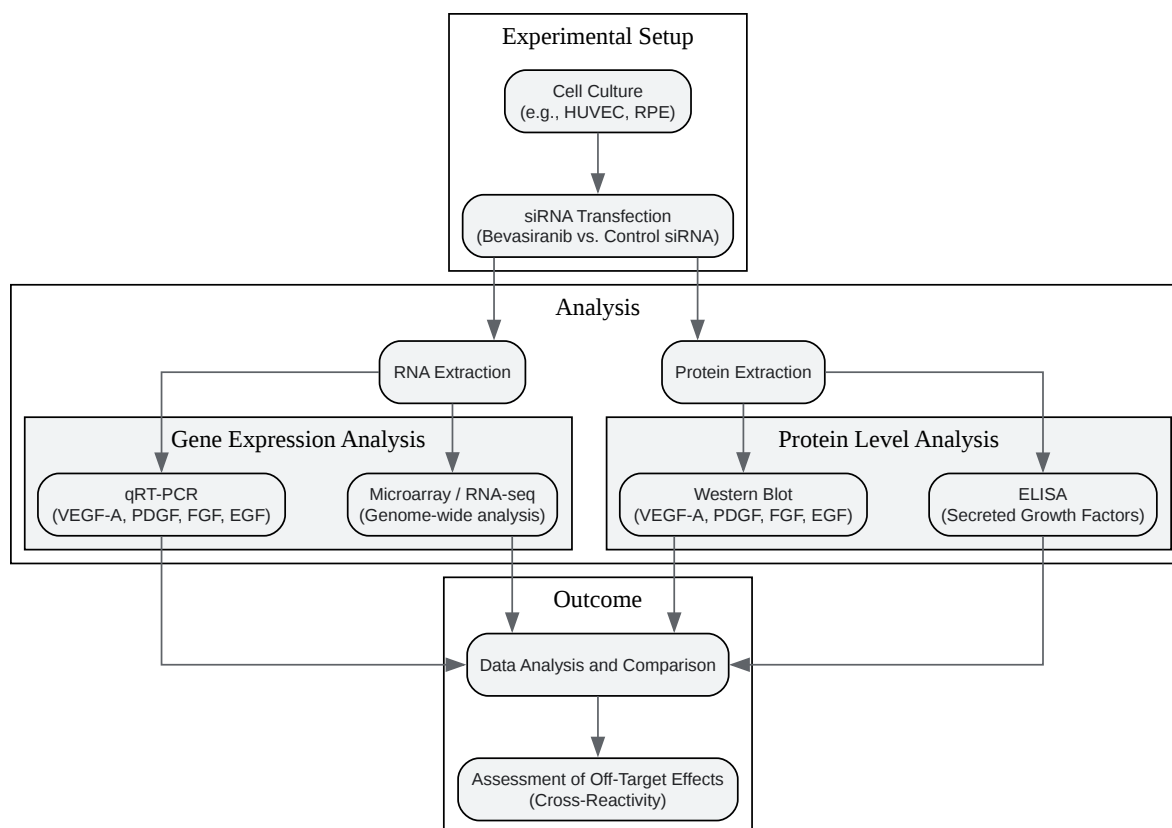 Experimental Setup
Cell Culture
(e.g., HUVEC, RPE)
siRNA Transfection
(Bevasiranib vs. Control siRNA)
Analysis
RNA Extraction
Protein Extraction
Gene Expression Analysis
qRT-PCR
(VEGF-A, PDGF, FGF, EGF)
Microarray / RNA-seq
(Genome-wide analysis)
Protein Level Analysis
Western Blot
(VEGF-A, PDGF, FGF, EGF)
ELISA
(Secreted Growth Factors)
Outcome
Data Analysis and Comparison
Assessment of Off-Target Effects
(Cross-Reactivity)